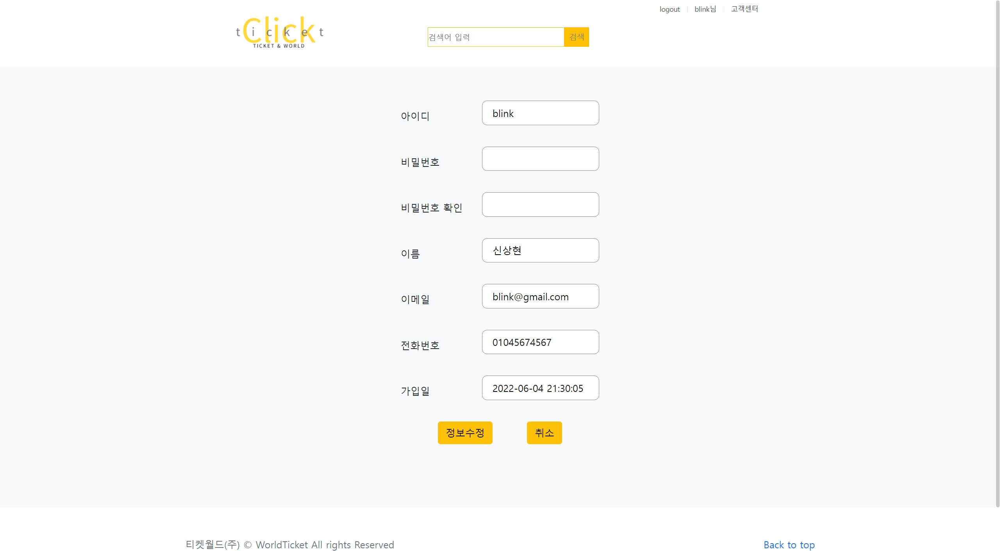 logout | blink님 | 고객센터
Click
ticket
TICKET & WORLD
검색어 입력 검색
아이디 blink
비밀번호
비밀번호 확인
이름 신상현
이메일 blink@gmail.com
전화번호 01045674567
가입일 2022-06-04 21:30:05
정보수정 취소
티켓월드(주) © WorldTicket All rights Reserved Back to top